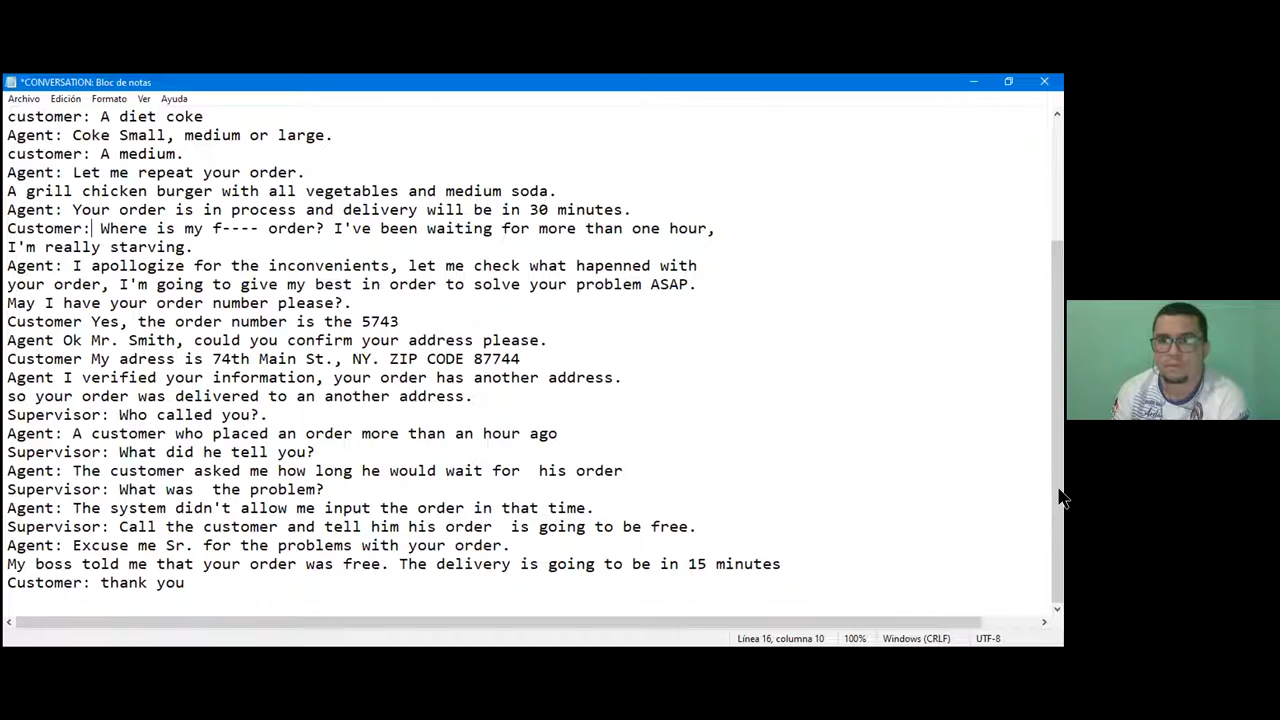 *CONVERSATION: Bloc de notas
Archivo Edición Formato Ver Ayuda
customer: A diet coke
Agent: Coke Small, medium or large.
customer: A medium.
Agent: Let me repeat your order.
A grill chicken burger with all vegetables and medium soda.
Agent: Your order is in process and delivery will be in 30 minutes.
Customer: Where is my f---- order? I've been waiting for more than one hour,
I'm really starving.
Agent: I apollogize for the inconvenients, let me check what hapenned with
your order, I'm going to give my best in order to solve your problem ASAP.
May I have your order number please?.
Customer Yes, the order number is the 5743
Agent Ok Mr. Smith, could you confirm your address please.
Customer My adress is 74th Main St., NY. ZIP CODE 87744
Agent I verified your information, your order has another address.
so your order was delivered to an another address.
Supervisor: Who called you?.
Agent: A customer who placed an order more than an hour ago
Supervisor: What did he tell you?
Agent: The customer asked me how long he would wait for  his order
Supervisor: What was  the problem?
Agent: The system didn't allow me input the order in that time.
Supervisor: Call the customer and tell him his order  is going to be free.
Agent: Excuse me Sr. for the problems with your order.
My boss told me that your order was free. The delivery is going to be in 15 minutes
Customer: thank you
Línea 16, columna 10 100% Windows (CRLF) UTF-8